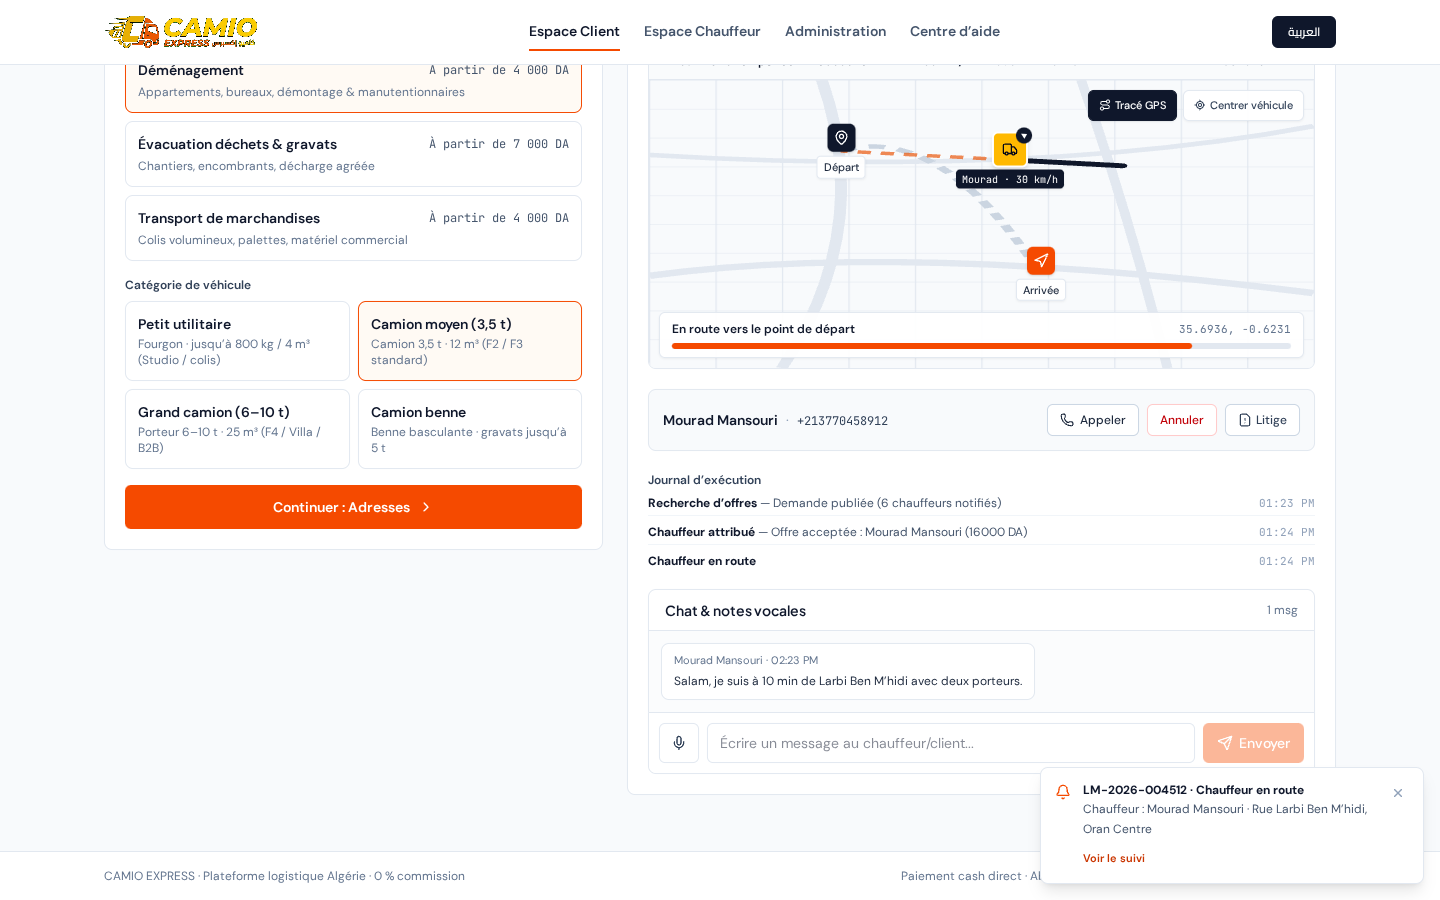 CAMIO
EXPRESS
Espace Client
Espace Chauffeur
Administration
Centre d’aide
العربية
Déménagement
À partir de 4 000 DA
Appartements, bureaux, démontage & manutentionnaires
Évacuation déchets & gravats
À partir de 7 000 DA
Chantiers, encombrants, décharge agréée
Transport de marchandises
À partir de 4 000 DA
Colis volumineux, palettes, matériel commercial
Catégorie de véhicule
Petit utilitaire
Fourgon · jusqu’à 800 kg / 4 m³
(Studio / colis)
Camion moyen (3,5 t)
Camion 3,5 t · 12 m³ (F2 / F3
standard)
Grand camion (6–10 t)
Porteur 6–10 t · 25 m³ (F4 / Villa /
B2B)
Camion benne
Benne basculante · gravats jusqu’à
5 t
Continuer : Adresses
Tracé GPS
Centrer véhicule
Départ
Mourad · 30 km/h
Arrivée
En route vers le point de départ
35.6936, -0.6231
Mourad Mansouri · +213770458912
Appeler
Annuler
Litige
Journal d’exécution
Recherche d’offres — Demande publiée (6 chauffeurs notifiés)
01:23 PM
Chauffeur attribué — Offre acceptée : Mourad Mansouri (16000 DA)
01:24 PM
Chauffeur en route
01:24 PM
Chat & notes vocales
1 msg
Mourad Mansouri · 02:23 PM
Salam, je suis à 10 min de Larbi Ben M’hidi avec deux porteurs.
Écrire un message au chauffeur/client...
Envoyer
LM-2026-004512 · Chauffeur en route
Chauffeur : Mourad Mansouri · Rue Larbi Ben M’hidi,
Oran Centre
Voir le suivi
CAMIO EXPRESS · Plateforme logistique Algérie · 0 % commission
Paiement cash direct ·